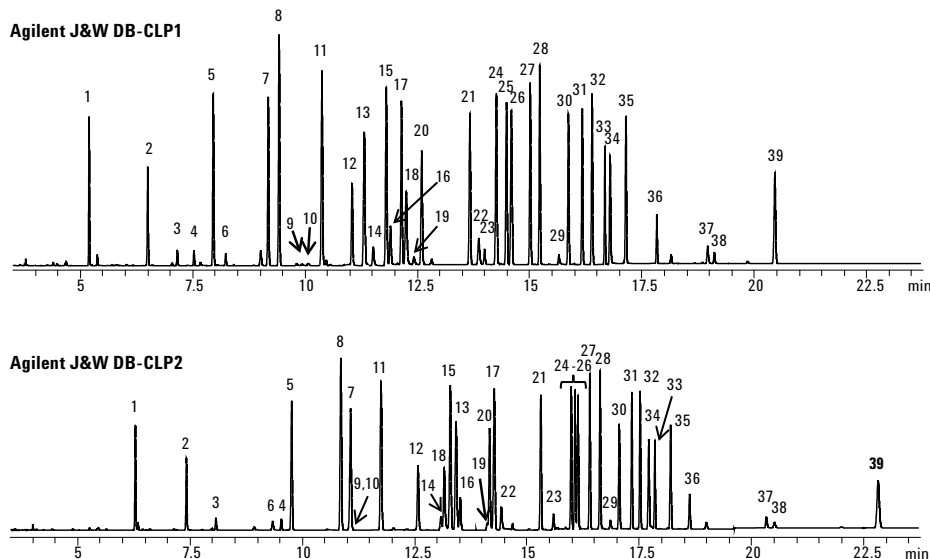 Agilent J&W DB-CLP1
1 2 3 4 5 6 7 8 9 10 11 12 13 14 15 16 17 18 19 20 21 22 23 24 25 26 27 28 29 30 31 32 33 34 35 36 37 38 39
5 7.5 10 12.5 15 17.5 20 22.5 min
Agilent J&W DB-CLP2
1 2 3 6 4 5 8 7 9,10 11 12 14 18 15 13 16 19 20 17 22 21 23 24-26 27 28 29 30 31 32 34 33 35 36 37 38 39
5 7.5 10 12.5 15 17.5 20 22.5 min